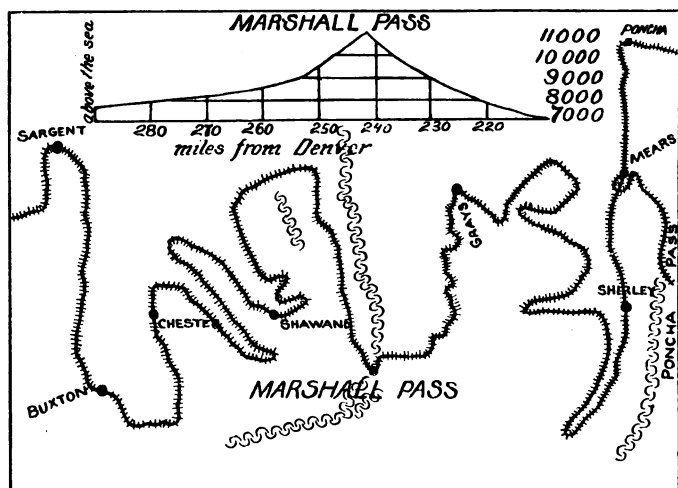 MARSHALL PASS
above the sea
11000
10000
9000
8000
7000
280 270 260 250 240 230 220
miles from Denver
PONCHA
SARGENT
MEARS
GRAYS
PONCHA PASS
CHESTER
SHAWANO
SHIRLEY
BUXTON
MARSHALL PASS